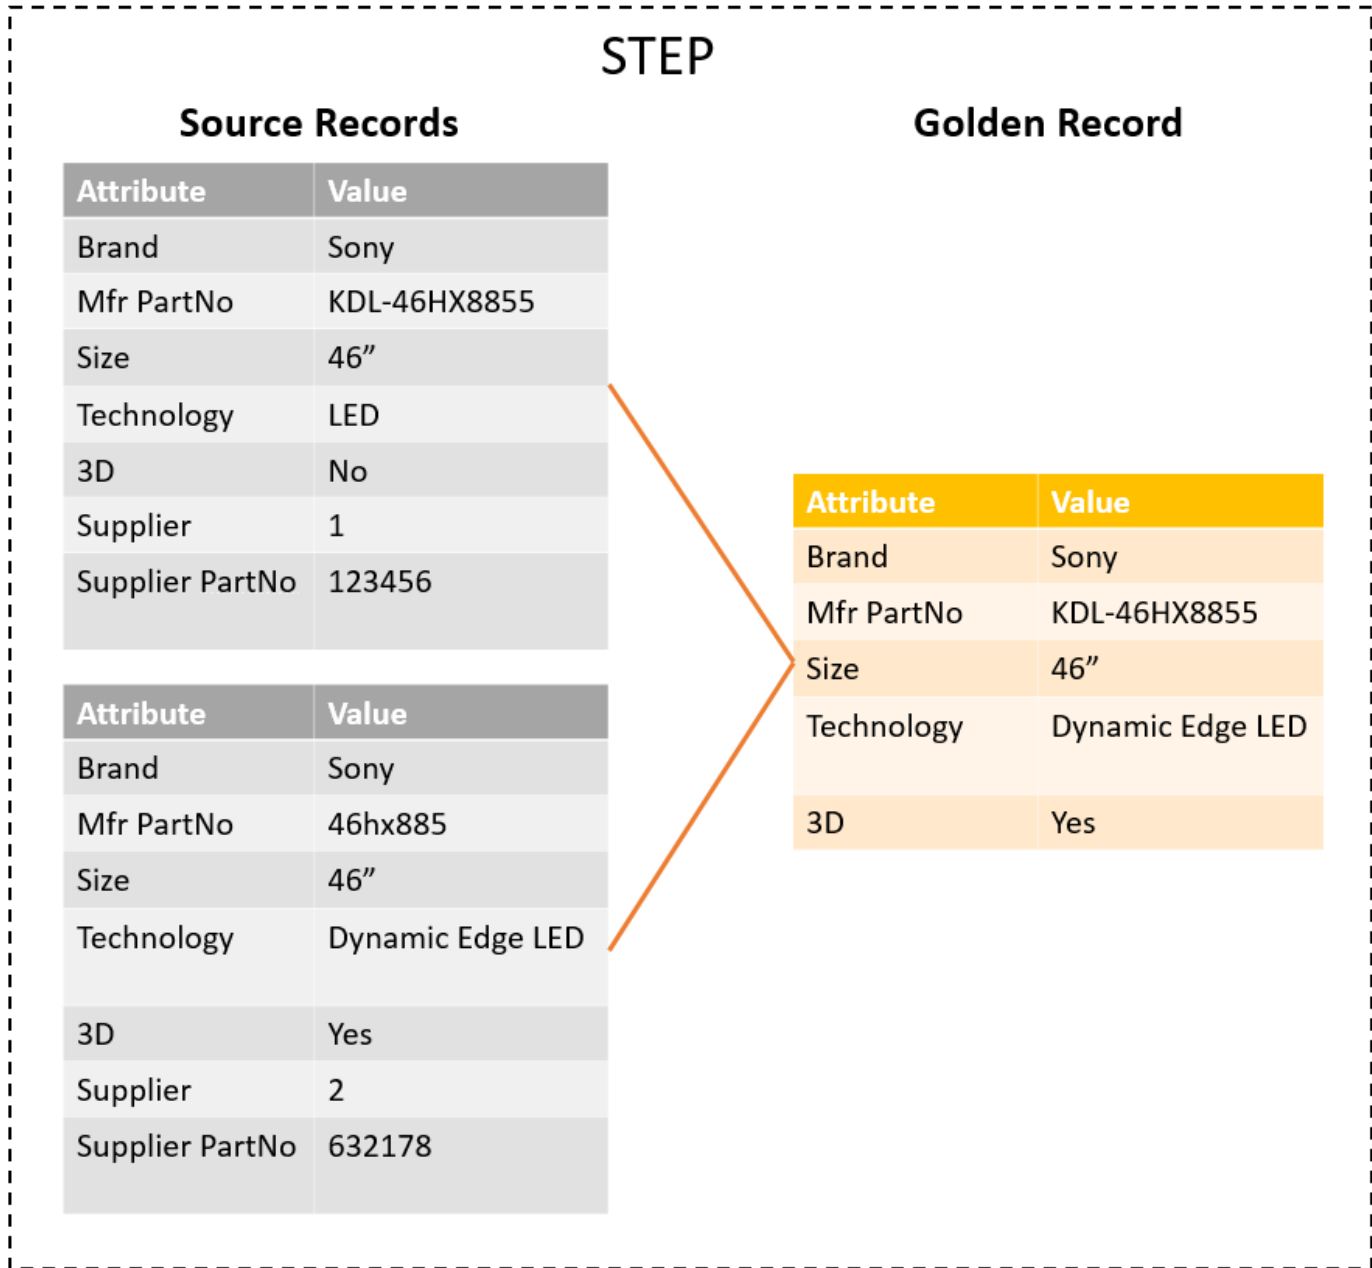 STEP
Source Records
Attribute Value
Brand Sony
Mfr PartNo KDL-46HX8855
Size 46”
Technology LED
3D No
Supplier 1
Supplier PartNo 123456
Attribute Value
Brand Sony
Mfr PartNo 46hx885
Size 46”
Technology Dynamic Edge LED
3D Yes
Supplier 2
Supplier PartNo 632178
Golden Record
Attribute Value
Brand Sony
Mfr PartNo KDL-46HX8855
Size 46”
Technology Dynamic Edge LED
3D Yes